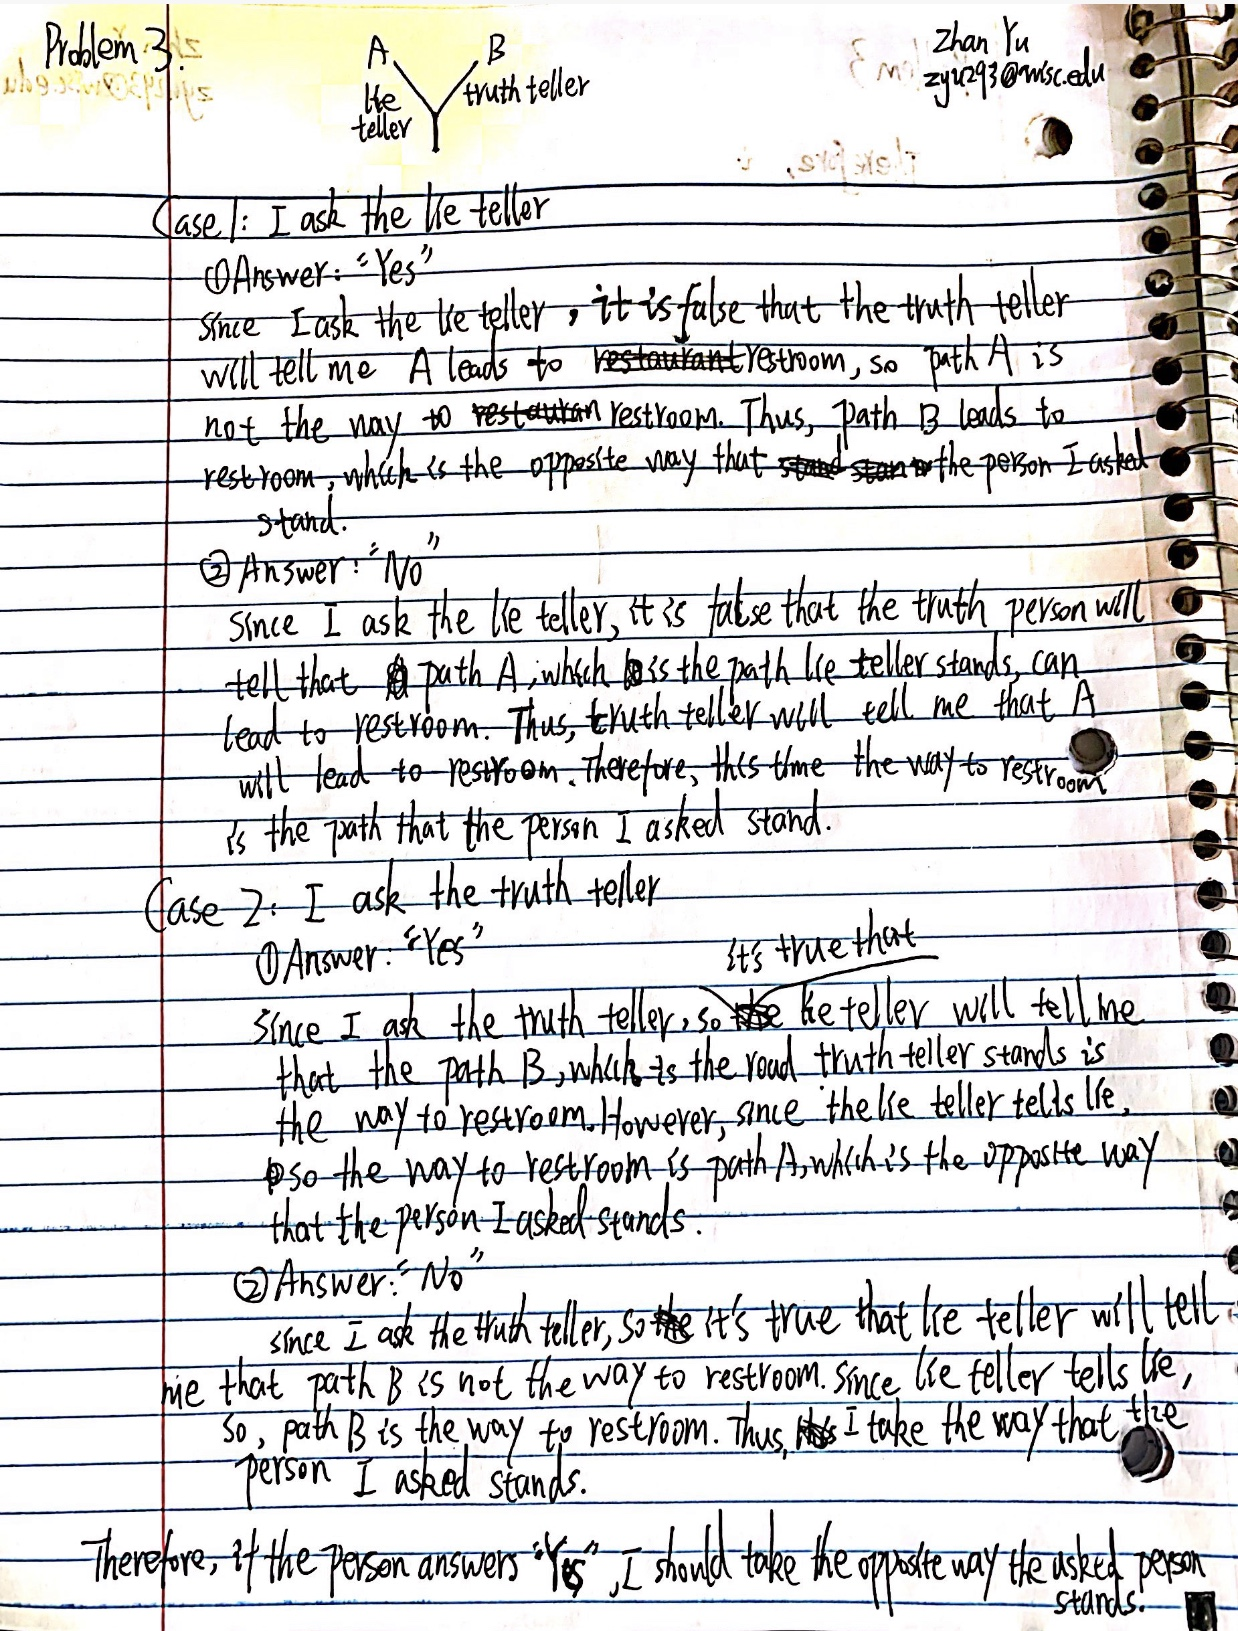 Problem 3.
A B
lie teller
truth teller
Zhan Yu
zyu293@wisc.edu
Therefore, i
Case 1: I ask the lie teller
① Answer: "Yes"
Since I ask the lie teller, it is false that the truth teller
will tell me A leads to restaurant restroom, so path A is
not the way to restauran restroom. Thus, path B leads to
restroom, which is the opposite way that stand stan the person I asked
stand.
② Answer: "No"
Since I ask the lie teller, it is false that the truth person will
tell that path A, which is the path lie teller stands, can
lead to restroom. Thus, truth teller will tell me that A
will lead to restroom. Therefore, this time the way to restroom
is the path that the person I asked stand.
Case 2: I ask the truth teller
① Answer: "Yes"
it's true that
Since I ask the truth teller, so the lie teller will tell me
that the path B, which is the road truth teller stands is
the way to restroom. However, since the lie teller tells lie,
so the way to restroom is path A, which is the opposite way
that the person I asked stands.
② Answer: "No"
since I ask the truth teller, so the it's true that lie teller will tell
me that path B is not the way to restroom. Since lie teller tells lie,
so, path B is the way to restroom. Thus, I take the way that the
person I asked stands.
Therefore, if the person answers "Yes", I should take the opposite way the asked person
stands.